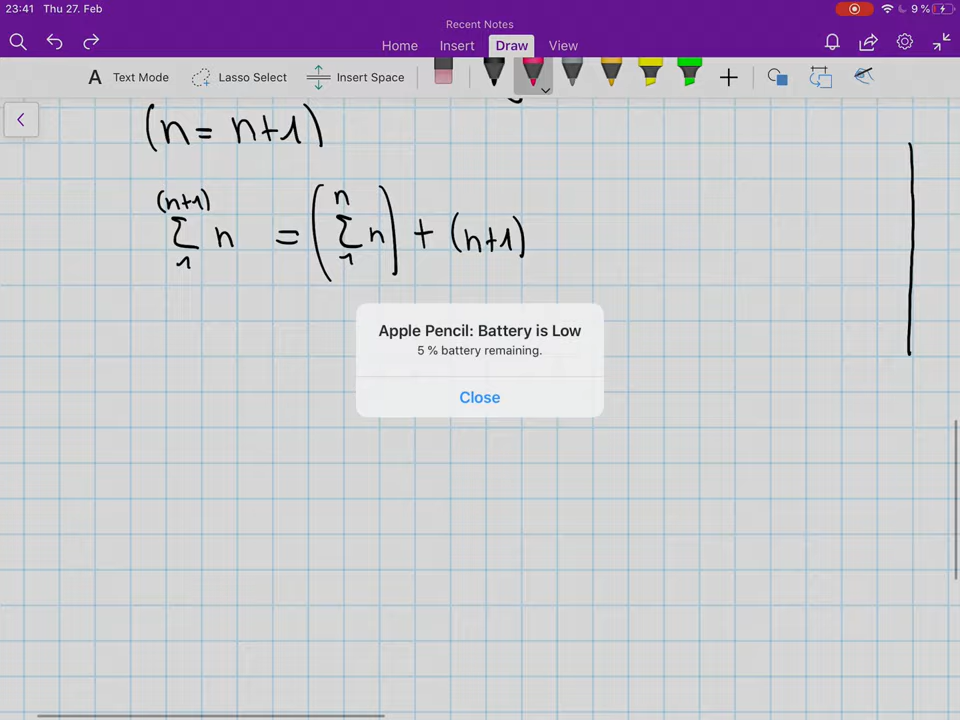 23:41 Thu 27. Feb 9 %
Recent Notes
Home Insert Draw View
A Text Mode Lasso Select Insert Space
(n = n+1)
(n+1) n
Σ n = ( Σ n ) + (n+1)
1 1
Apple Pencil: Battery is Low
5 % battery remaining.
Close